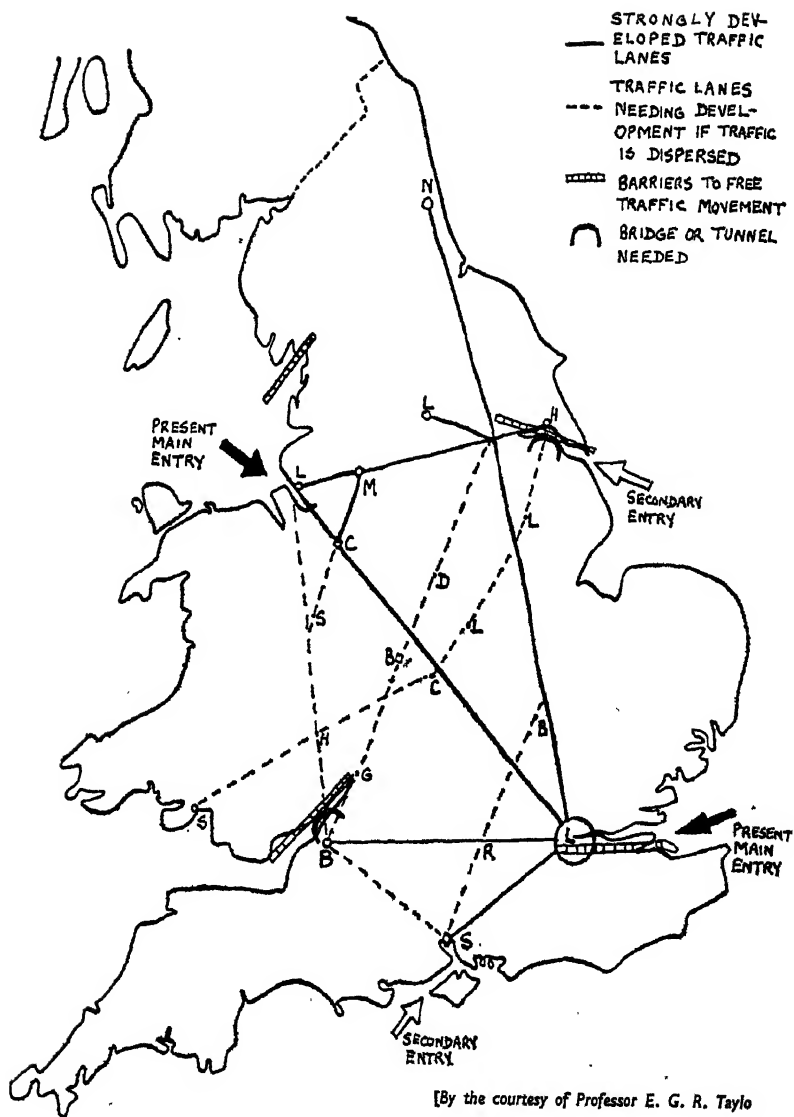 STRONGLY DEV-
ELOPED TRAFFIC
LANES
TRAFFIC LANES
NEEDING DEVEL-
OPMENT IF TRAFFIC
IS DISPERSED
BARRIERS TO FREE
TRAFFIC MOVEMENT
BRIDGE OR TUNNEL
NEEDED
N
L
H
PRESENT
MAIN
ENTRY
SECONDARY
ENTRY
L
M
L
C
D
S
L
B
C
B
H
G
S
L
PRESENT
MAIN
ENTRY
B
R
S
SECONDARY
ENTRY
[By the courtesy of Professor E. G. R. Taylo